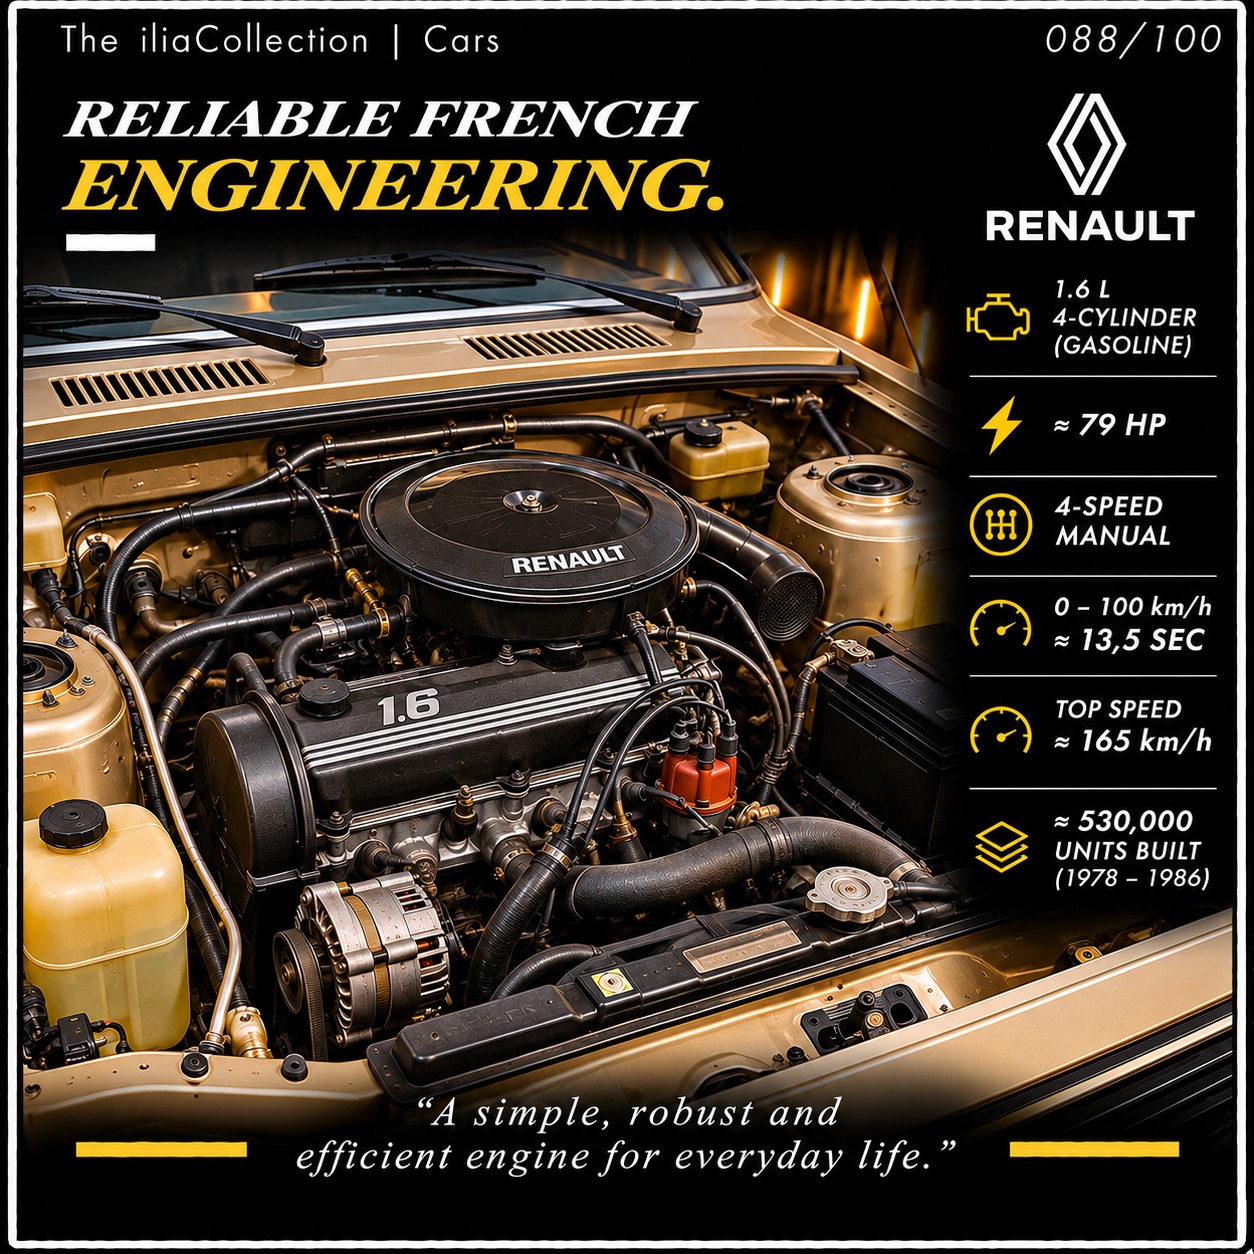 The iliaCollection | Cars
088/100
RELIABLE FRENCH
ENGINEERING.
RENAULT
1.6 L
4-CYLINDER
(GASOLINE)
≈ 79 HP
4-SPEED
MANUAL
0 – 100 km/h
≈ 13,5 SEC
TOP SPEED
≈ 165 km/h
≈ 530,000
UNITS BUILT
(1978 – 1986)
RENAULT
1.6
“A simple, robust and
efficient engine for everyday life.”